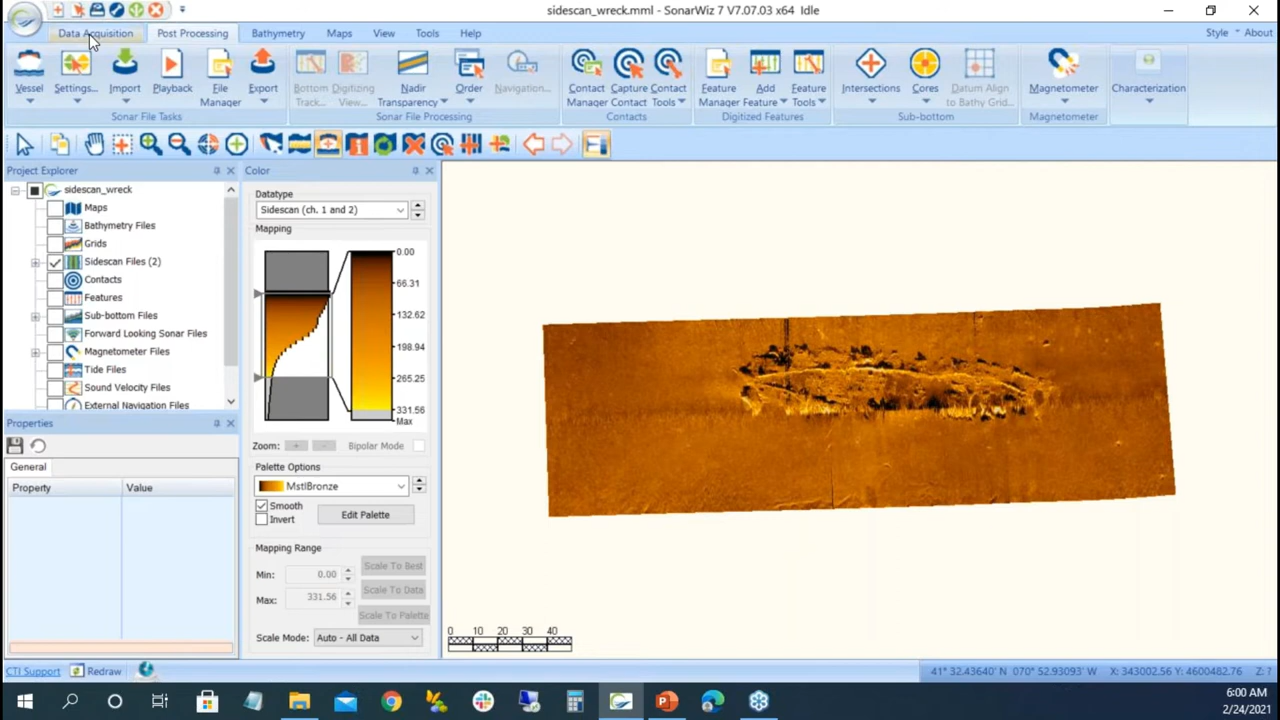 sidescan_wreck.mml - SonarWiz 7 V7.07.03 x64 Idle
Data Acquisition Post Processing Bathymetry Maps View Tools Help Style About
Vessel Settings... Import Playback File Manager Export
Bottom Track... Digitizing View... Nadir Transparency Order Navigation...
Contact Manager Capture Contact Contact Tools
Feature Manager Add Feature Feature Tools
Intersections Cores Datum Align to Bathy Grid...
Magnetometer Characterization
Sonar File Tasks Sonar File Processing Contacts Digitized Features Sub-bottom Magnetometer
Project Explorer
sidescan_wreck
Maps
Bathymetry Files
Grids
Sidescan Files (2)
Contacts
Features
Sub-bottom Files
Forward Looking Sonar Files
Magnetometer Files
Tide Files
Sound Velocity Files
External Navigation Files
Properties
General
Property Value
Color
Datatype
Sidescan (ch. 1 and 2)
Mapping
0.00
66.31
132.62
198.94
265.25
331.56
Max
Zoom: + - Bipolar Mode
Palette Options
MstlBronze
Smooth
Invert
Edit Palette
Mapping Range
Min: 0.00 Scale To Best
Max: 331.56 Scale To Data
Scale To Palette
Scale Mode: Auto - All Data
0 10 20 30 40
CTI Support Redraw
41° 32.43640' N 070° 52.93093' W X: 343002.56 Y: 4600482.76 Z: ?
6:00 AM
2/24/2021